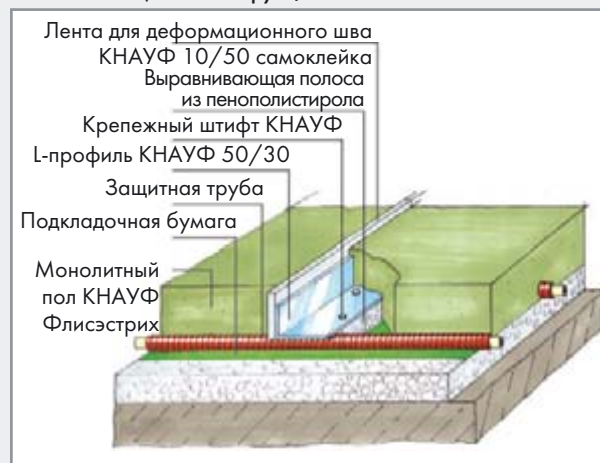 Лента для деформационного шва
КНАУФ 10/50 самоклейка
Выравнивающая полоса
из пенополистирола
Крепежный штифт КНАУФ
L-профиль КНАУФ 50/30
Защитная труба
Подкладочная бумага
Монолитный
пол КНАУФ
Флисэстрих